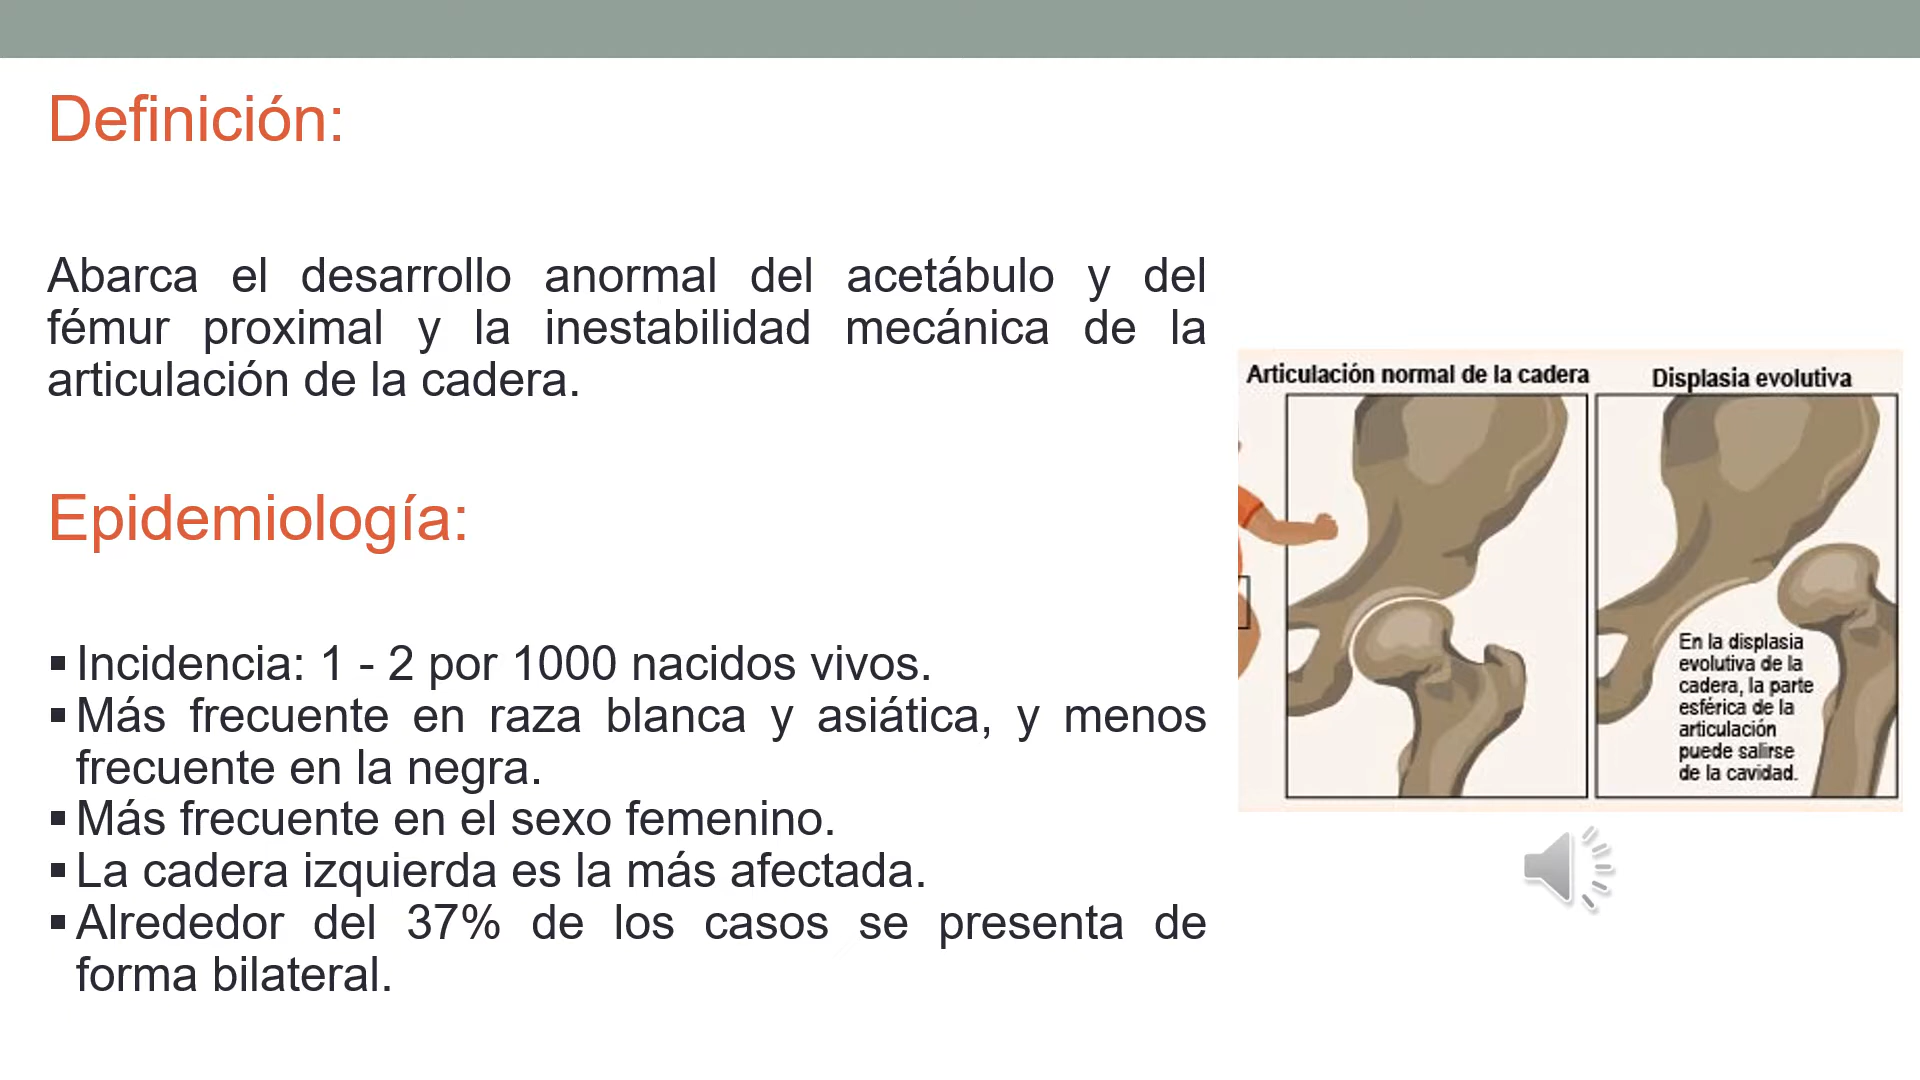 Definición:
Abarca el desarrollo anormal del acetábulo y del
fémur proximal y la inestabilidad mecánica de la
articulación de la cadera.
Epidemiología:
▪ Incidencia: 1 - 2 por 1000 nacidos vivos.
▪ Más frecuente en raza blanca y asiática, y menos
frecuente en la negra.
▪ Más frecuente en el sexo femenino.
▪ La cadera izquierda es la más afectada.
▪ Alrededor del 37% de los casos se presenta de
forma bilateral.
Articulación normal de la cadera
Displasia evolutiva
En la displasia
evolutiva de la
cadera, la parte
esférica de la
articulación
puede salirse
de la cavidad.